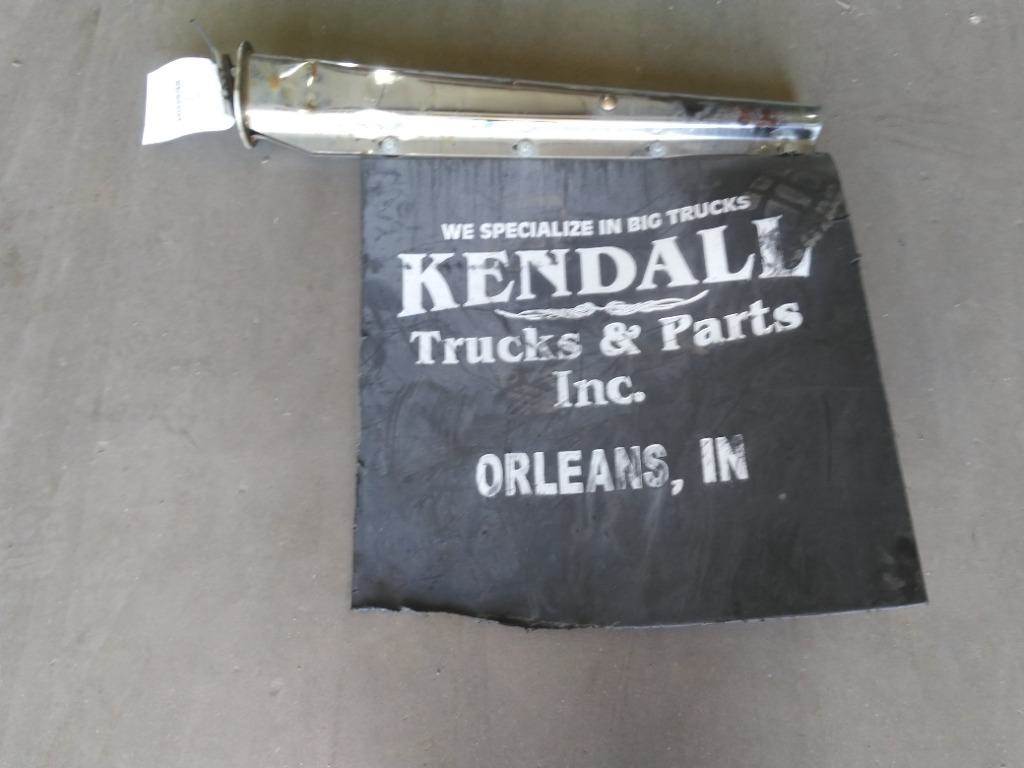 WE SPECIALIZE IN BIG TRUCKS
KENDALL
Trucks & Parts
Inc.
ORLEANS, IN